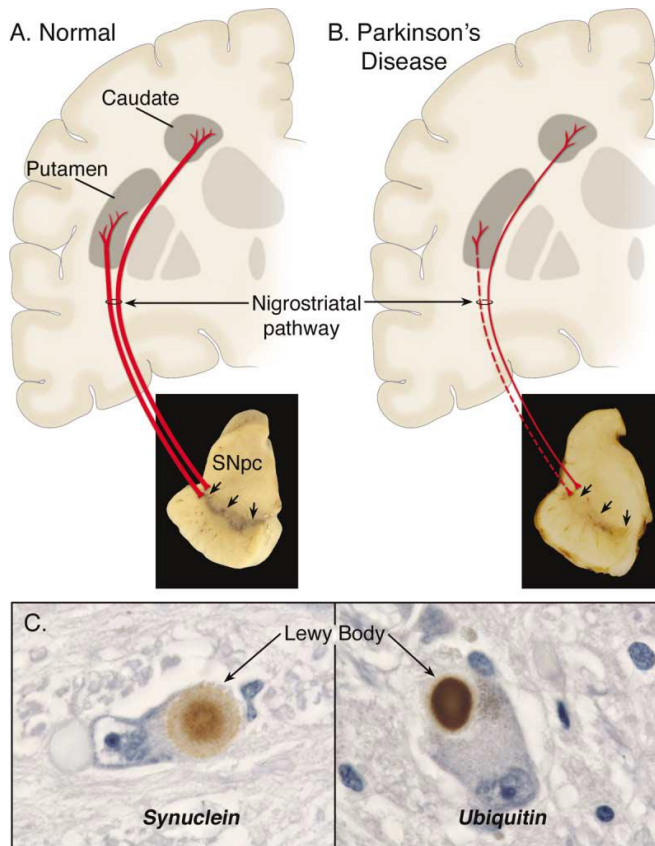 A. Normal
B. Parkinson's
Disease
Caudate
Putamen
Nigrostriatal
pathway
SNpc
C.
Lewy Body
Synuclein
Ubiquitin